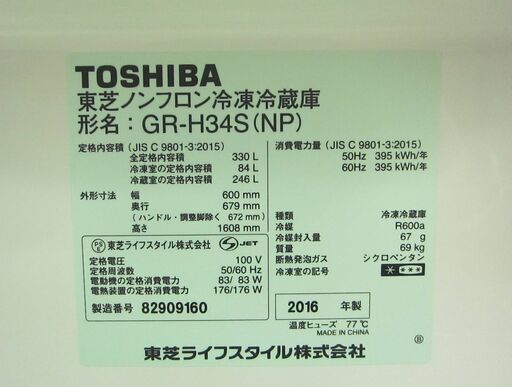 TOSHIBA
東芝ノンフロン冷凍冷蔵庫
形名：GR-H34S(NP)
定格内容積 (JIS C 9801-3:2015)
全定格内容積 330 L
冷凍室の定格内容積 84 L
冷蔵室の定格内容積 246 L
外形寸法 幅 600 mm
奥行 679 mm
(ハンドル・調整脚除く 672 mm)
高さ 1608 mm
消費電力量 (JIS C 9801-3:2015)
50Hz 395 kWh/年
60Hz 395 kWh/年
種類 冷凍冷蔵庫
冷媒 R600a
冷媒封入量 67 g
質量 69 kg
断熱発泡ガス シクロペンタン
冷凍室の記号 * ***
PS E 東芝ライフスタイル株式会社 S JET
定格電圧 100 V
定格周波数 50/60 Hz
電動機の定格消費電力 83/ 83 W
電熱装置の定格消費電力 176/176 W
製造番号 82909160
2016 年製
温度ヒューズ 77℃
MADE IN CHINA
東芝ライフスタイル株式会社
Ⓑ